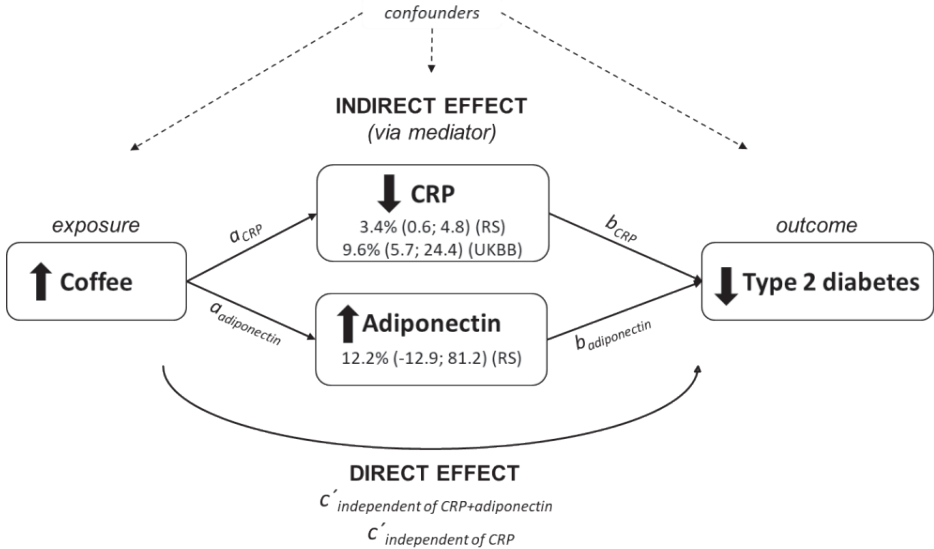 confounders
INDIRECT EFFECT
(via mediator)
exposure
Coffee
a CRP
a adiponectin
CRP
3.4% (0.6; 4.8) (RS)
9.6% (5.7; 24.4) (UKBB)
Adiponectin
12.2% (-12.9; 81.2) (RS)
b CRP
b adiponectin
outcome
Type 2 diabetes
DIRECT EFFECT
c´ independent of CRP+adiponectin
c´ independent of CRP